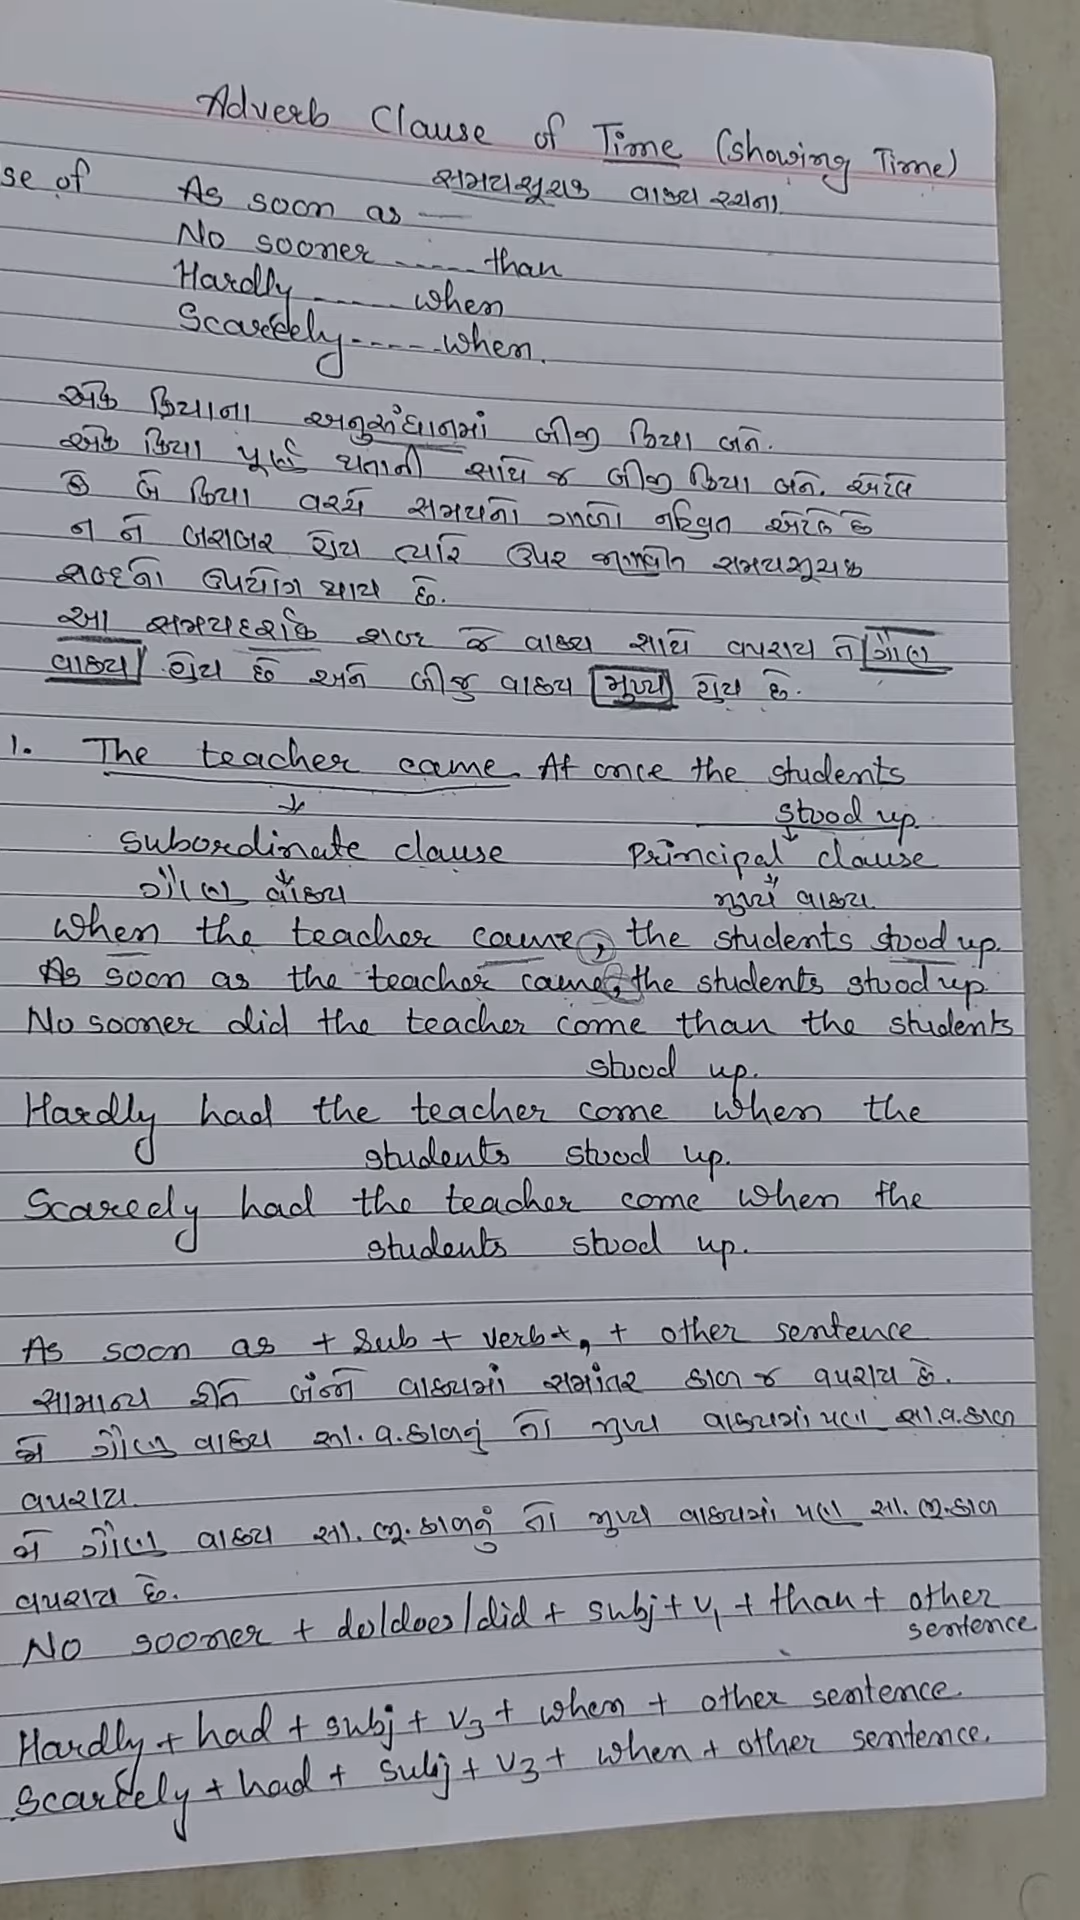 Adverb Clause of Time (showing Time)
સમયસૂચક વાક્ય રચના
se of As soon as —
No sooner ----- than
Hardly ----- when
Scarcely ----- when.
એક ક્રિયાના અનુસંધાનમાં બીજી ક્રિયા બને.
એક ક્રિયા પૂર્ણ થતાની સાથે જ બીજી ક્રિયા બને. એટલે
કે બે ક્રિયા વચ્ચે સમયનો ગાળો નહિવત એટલે કે
ન ને બરાબર હોય ત્યારે ઉપર મુજબ સમયસૂચક
શબ્દનો ઉપયોગ થાય છે.
આ સમયદર્શક શબ્દ જે વાક્ય સાથે વપરાય તે ગૌણ
વાક્ય હોય છે અને બીજુ વાક્ય મુખ્ય હોય છે.
1. The teacher came. At once the students
stood up.
subordinate clause Principal clause
ગૌણ વાક્ય મુખ્ય વાક્ય
When the teacher came, the students stood up.
As soon as the teacher came, the students stood up.
No sooner did the teacher come than the students
stood up.
Hardly had the teacher come when the
students stood up.
Scarcely had the teacher come when the
students stood up.
As soon as + Sub + verb+, + other sentence
સામાન્ય રીતે બંન્ને વાક્યમાં સમાંતર કાળ જ વપરાય છે.
જો ગૌણ વાક્ય સા. વ. કાળનું તો મુખ્ય વાક્યમાં પણ સા.વ.કાળ
વપરાય.
જો ગૌણ વાક્ય સા. ભૂ. કાળનું તો મુખ્ય વાક્યમાં પણ સા. ભૂ. કાળ
વપરાય છે.
No sooner + do/does/did + subj + v1 + than + other
sentence
Hardly + had + subj + v3 + when + other sentence.
Scarcely + had + subj + v3 + when + other sentence.